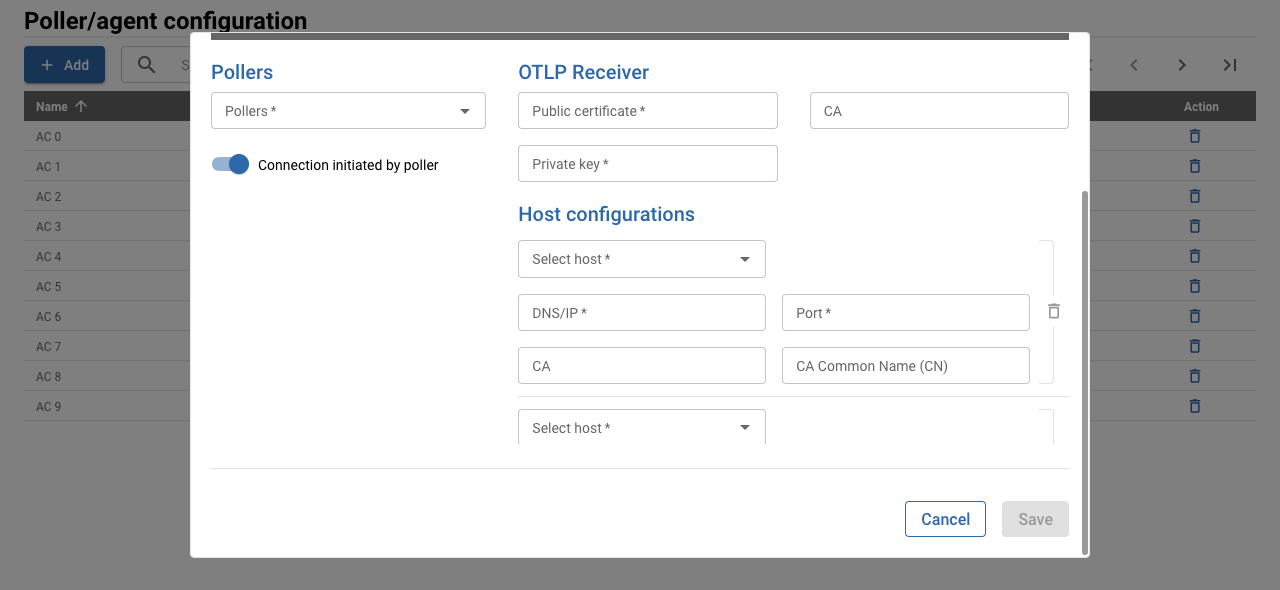 Poller/agent configuration
Add
S
Name
Action
AC 0
AC 1
AC 2
AC 3
AC 4
AC 5
AC 6
AC 7
AC 8
AC 9
Pollers
Pollers *
Connection initiated by poller
OTLP Receiver
Public certificate *
CA
Private key *
Host configurations
Select host *
DNS/IP *
Port *
CA
CA Common Name (CN)
Select host *
Cancel
Save